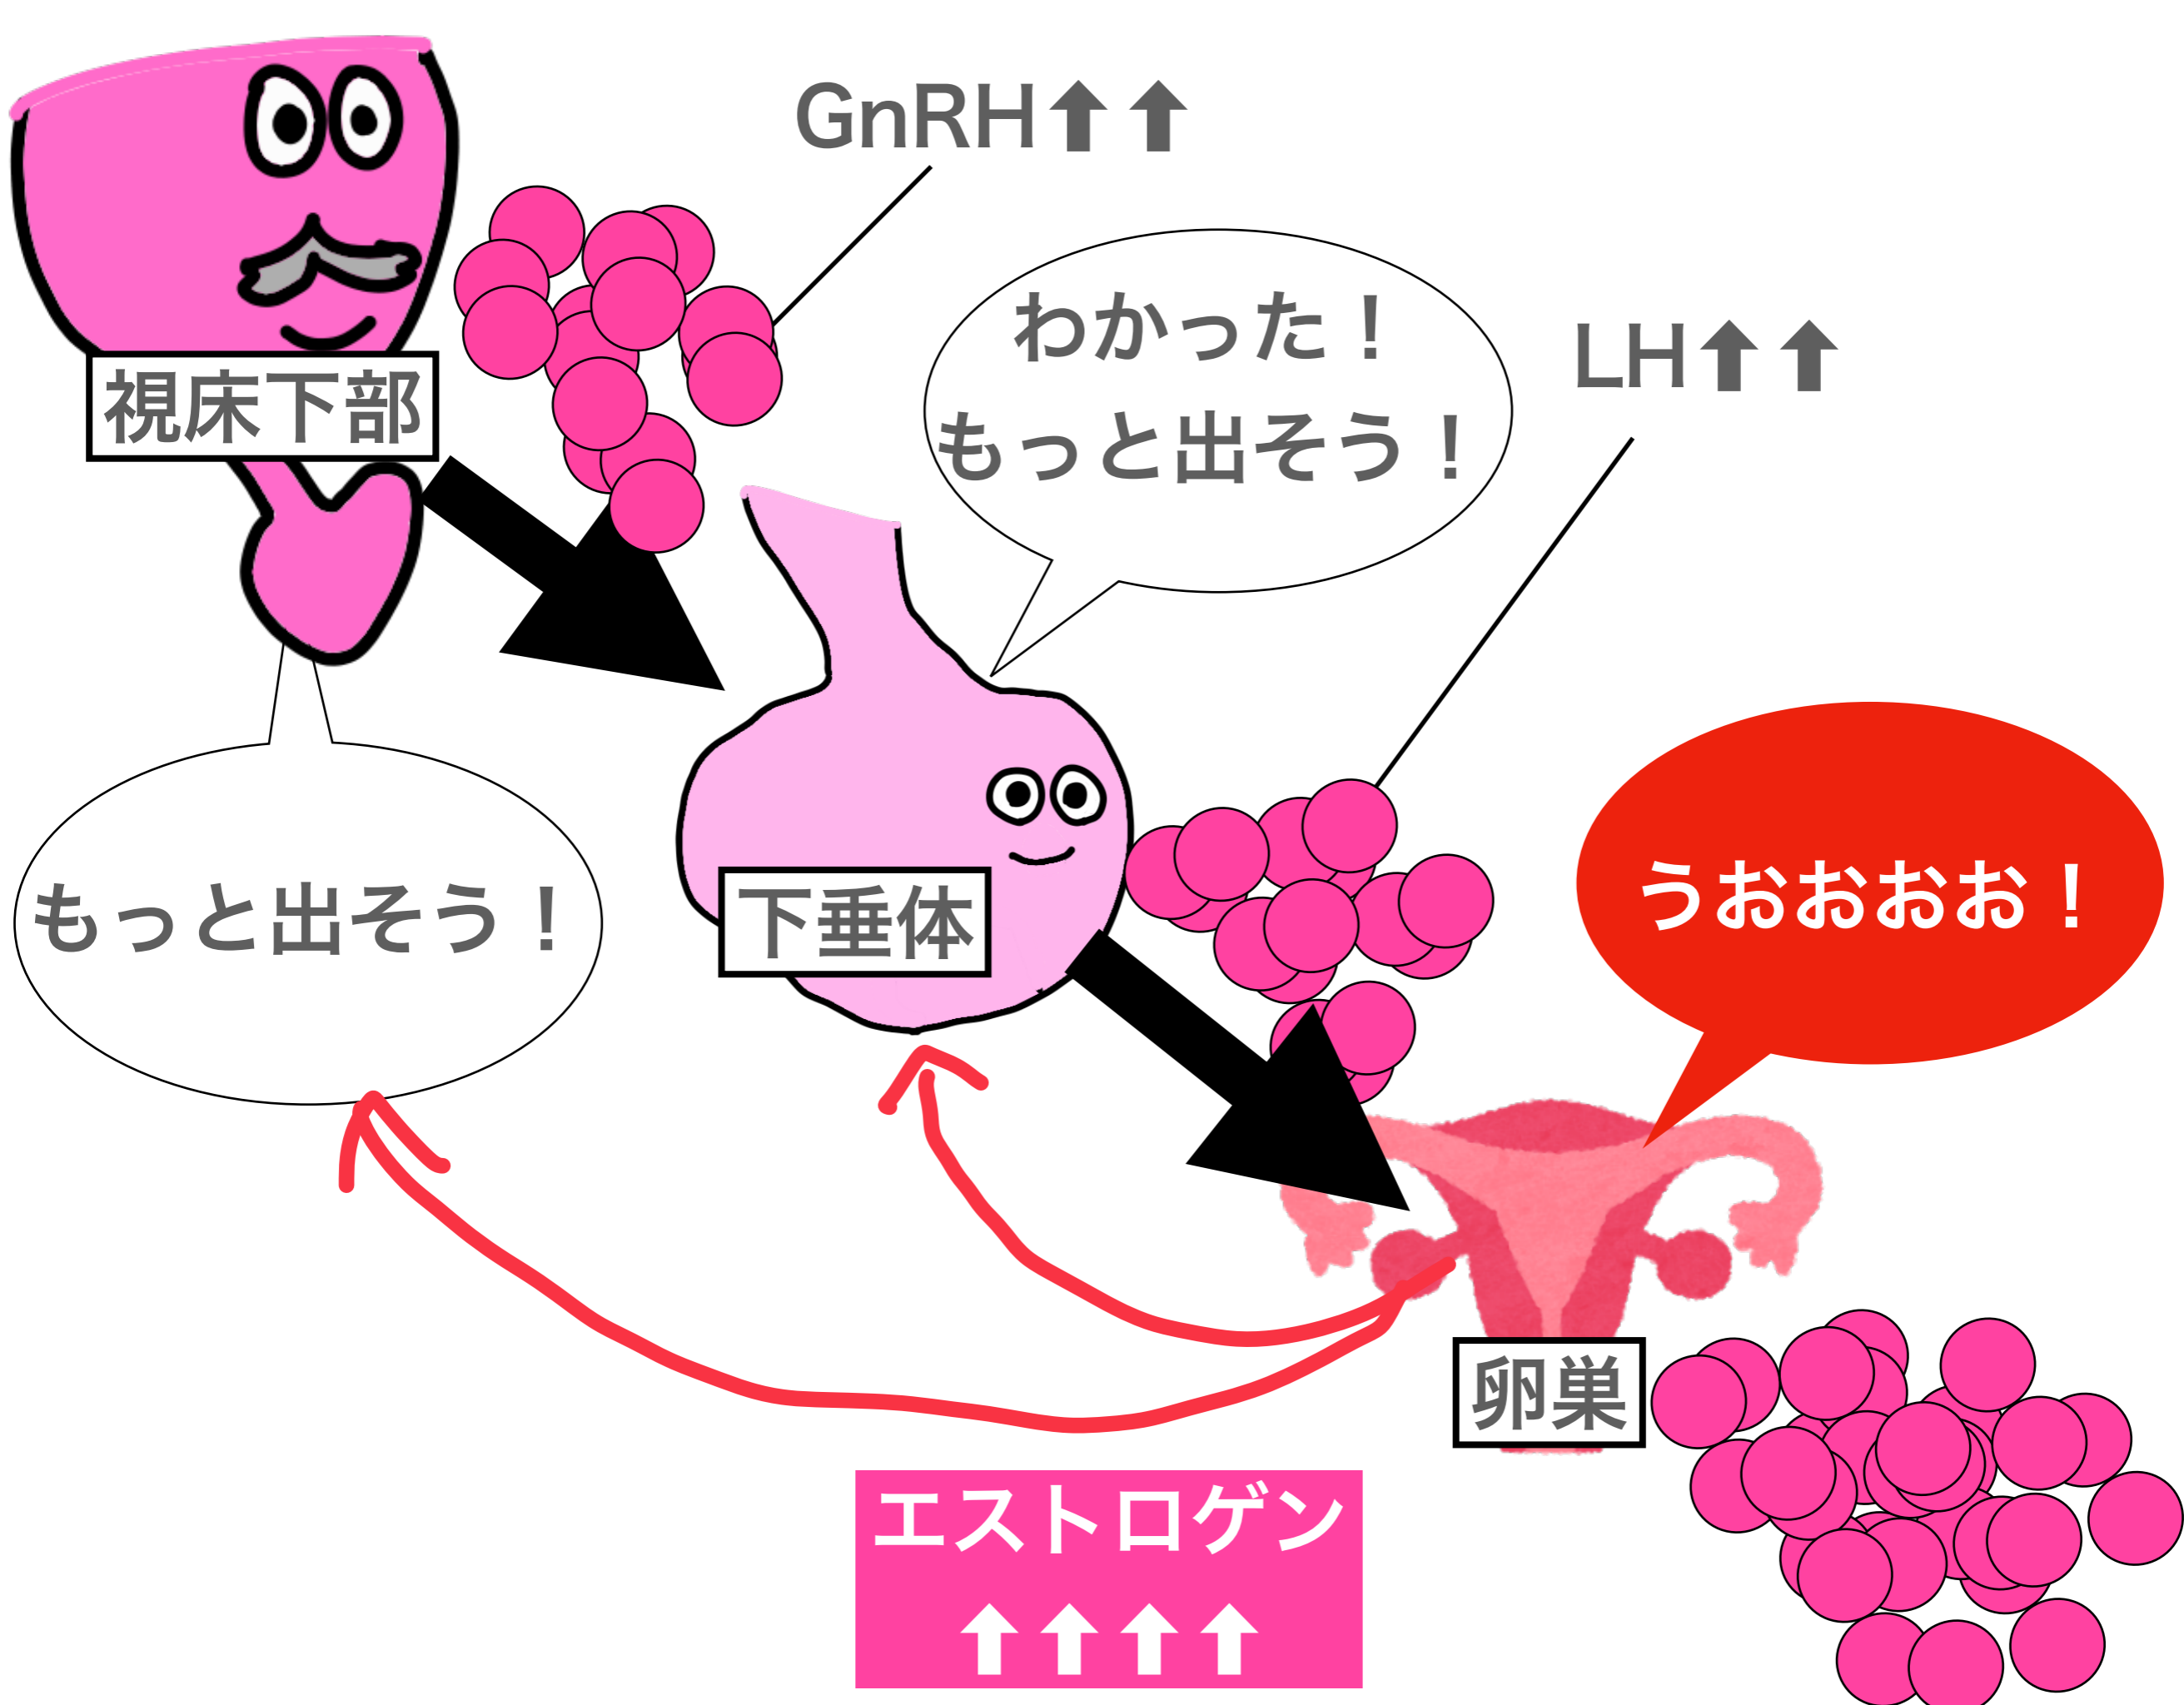 GnRH⬆⬆
わかった！
もっと出そう！
LH⬆⬆
視床下部
もっと出そう！
下垂体
うおおおお！
卵巣
エストロゲン
⬆⬆⬆⬆